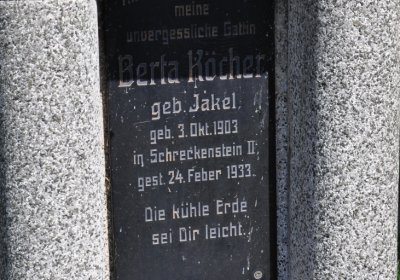 meine
unvergessliche Gattin
Berta Köcher
geb. Jakel.
geb. 3. Okt. 1903
in Schreckenstein II
gest. 24. Feber 1933.
Die kühle Erde
sei Dir leicht.